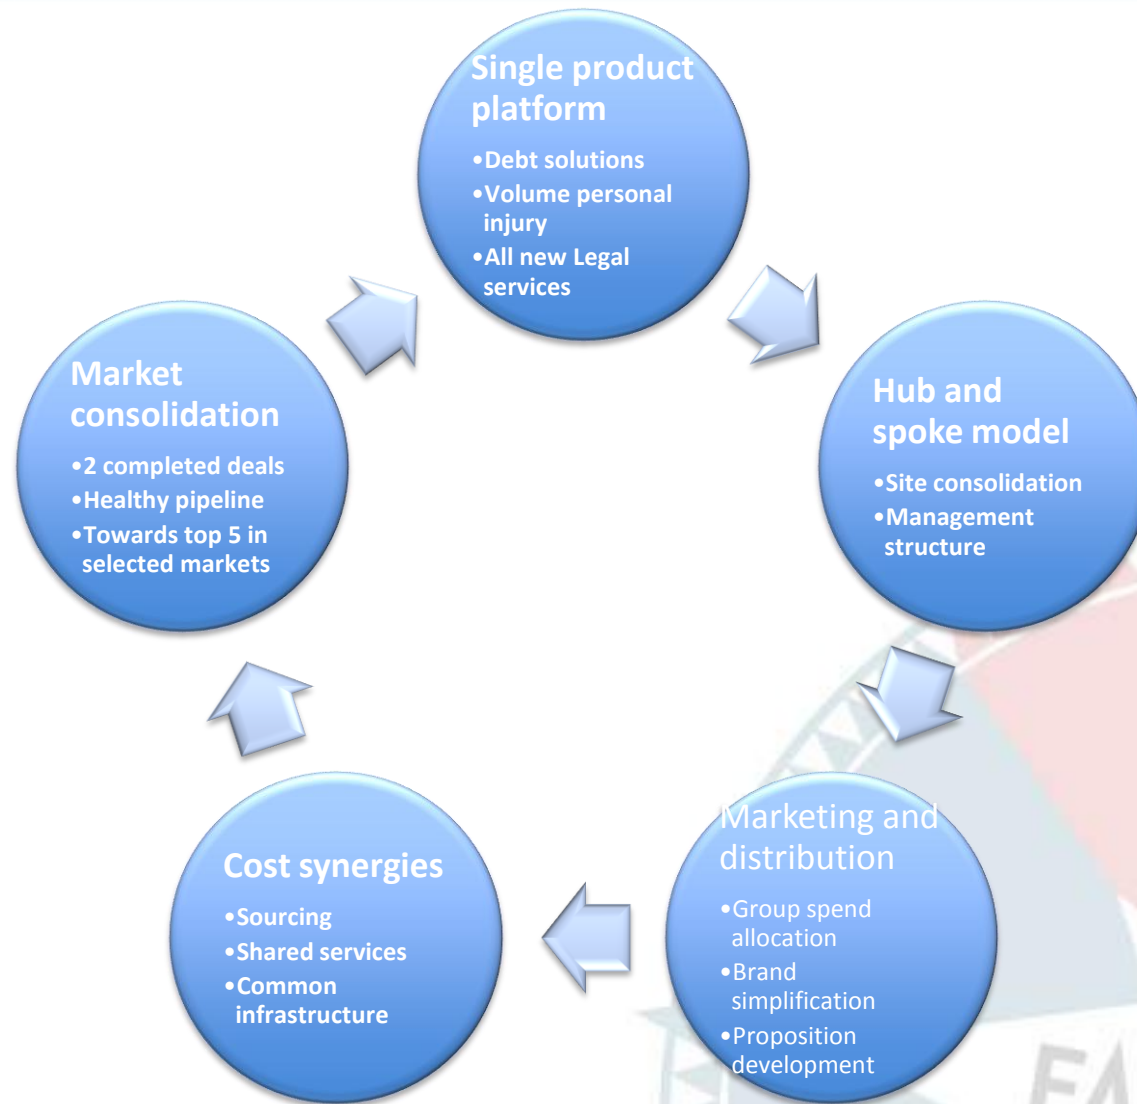 Single product
platform
•Debt solutions
•Volume personal
injury
•All new Legal
services
Hub and
spoke model
•Site consolidation
•Management
structure
Marketing and
distribution
•Group spend
allocation
•Brand
simplification
•Proposition
development
Cost synergies
•Sourcing
•Shared services
•Common
infrastructure
Market
consolidation
•2 completed deals
•Healthy pipeline
•Towards top 5 in
selected markets